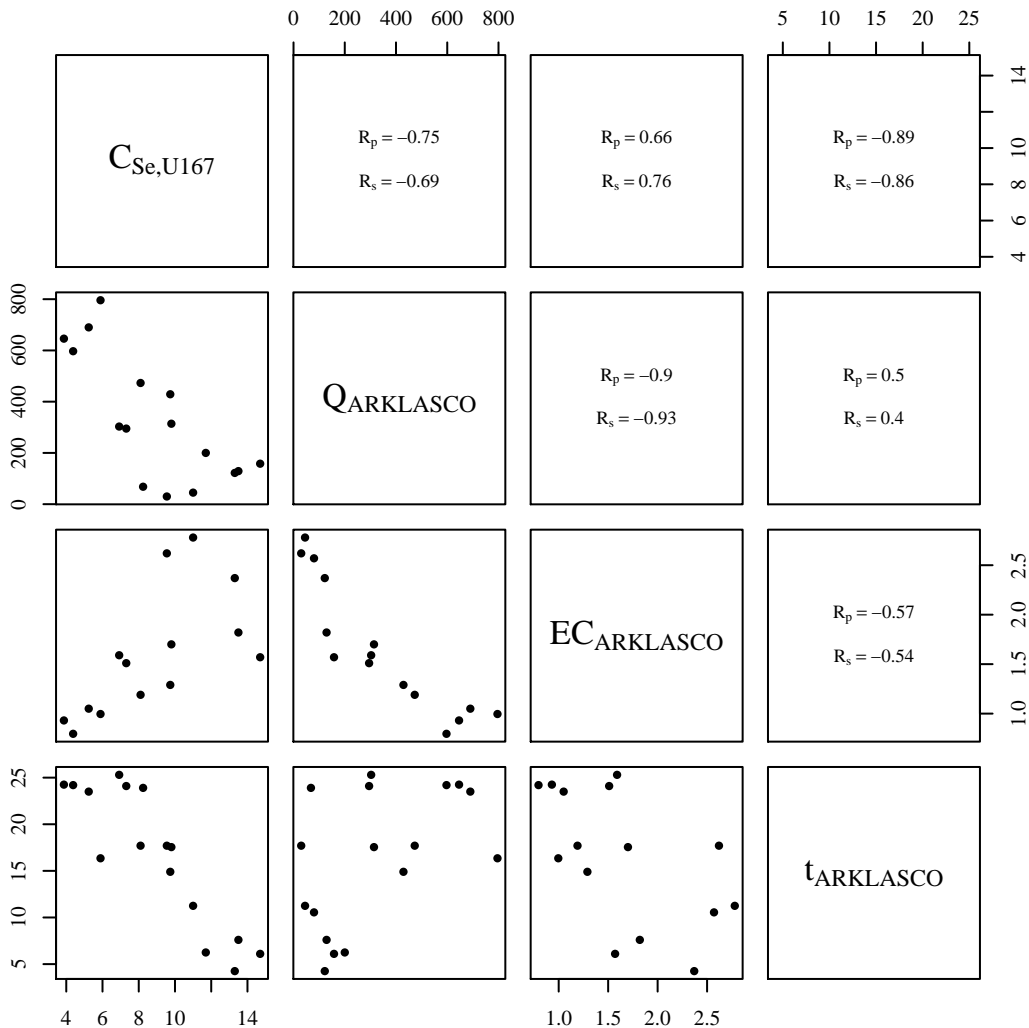 0 200 400 600 800
5 10 15 20 25
C_Se,U167
R_p = −0.75
R_s = −0.69
R_p = 0.66
R_s = 0.76
R_p = −0.89
R_s = −0.86
4 6 8 10 14
0 200 400 600 800
Q_ARKLASCO
R_p = −0.9
R_s = −0.93
R_p = 0.5
R_s = 0.4
EC_ARKLASCO
R_p = −0.57
R_s = −0.54
1.0 1.5 2.0 2.5
5 10 15 20 25
t_ARKLASCO
4 6 8 10 14
1.0 1.5 2.0 2.5